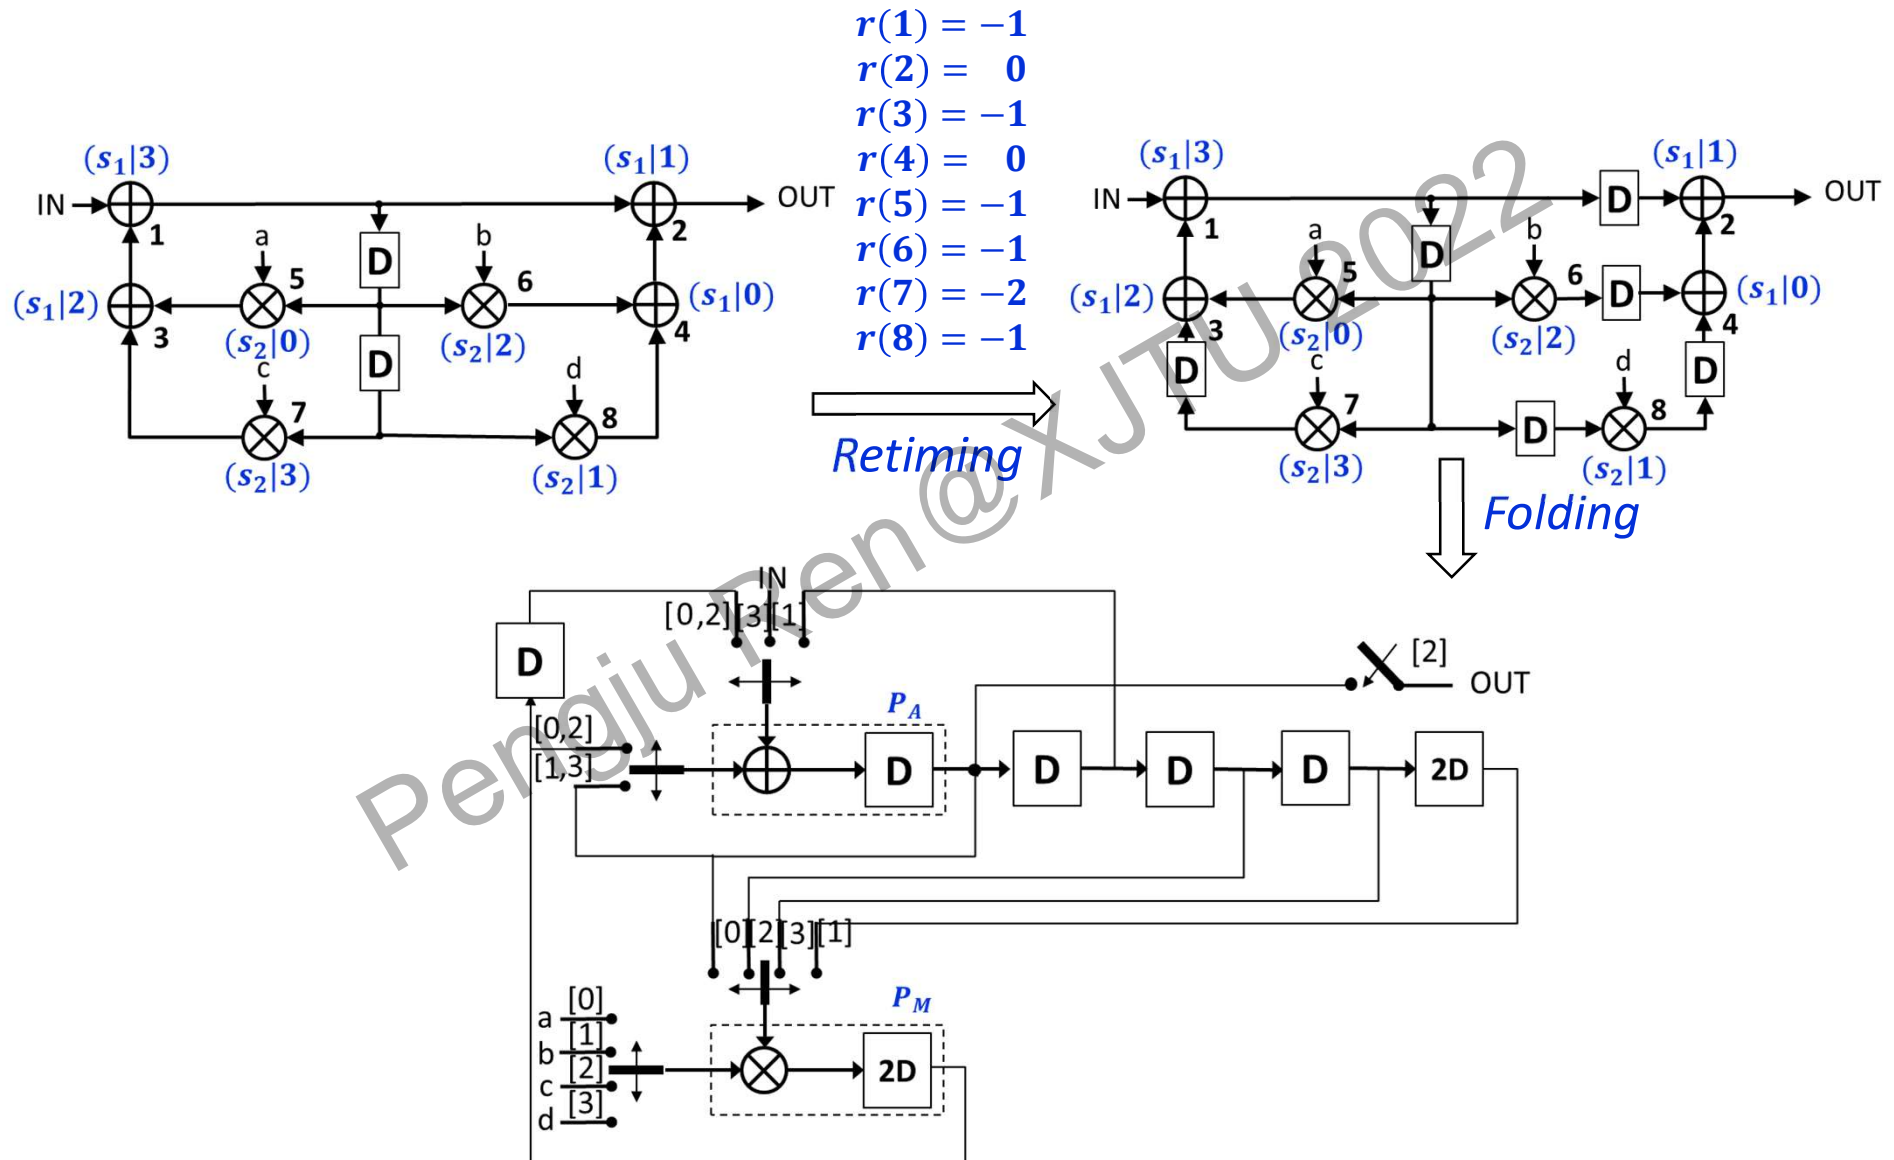 r(1) = −1
r(2) = 0
r(3) = −1
r(4) = 0
r(5) = −1
r(6) = −1
r(7) = −2
r(8) = −1
Retiming
(s₁|3)
(s₁|1)
IN
OUT
1
2
a
b
D
5
6
(s₁|2)
(s₁|0)
3
4
(s₂|0)
(s₂|2)
D
c
d
7
8
(s₂|3)
(s₂|1)
(s₁|3)
(s₁|1)
IN
D
OUT
1
2
a
b
D
5
6
(s₁|2)
D
(s₁|0)
3
4
(s₂|0)
(s₂|2)
D
c
d
D
7
8
D
(s₂|3)
(s₂|1)
Folding
IN
[0,2] [3] [1]
D
[2]
OUT
P_A
[0,2]
[1,3]
D
D
D
D
2D
[0] [2] [3] [1]
P_M
a [0]
b [1]
c [2]
d [3]
2D
Pengju Ren@XJTU 2022